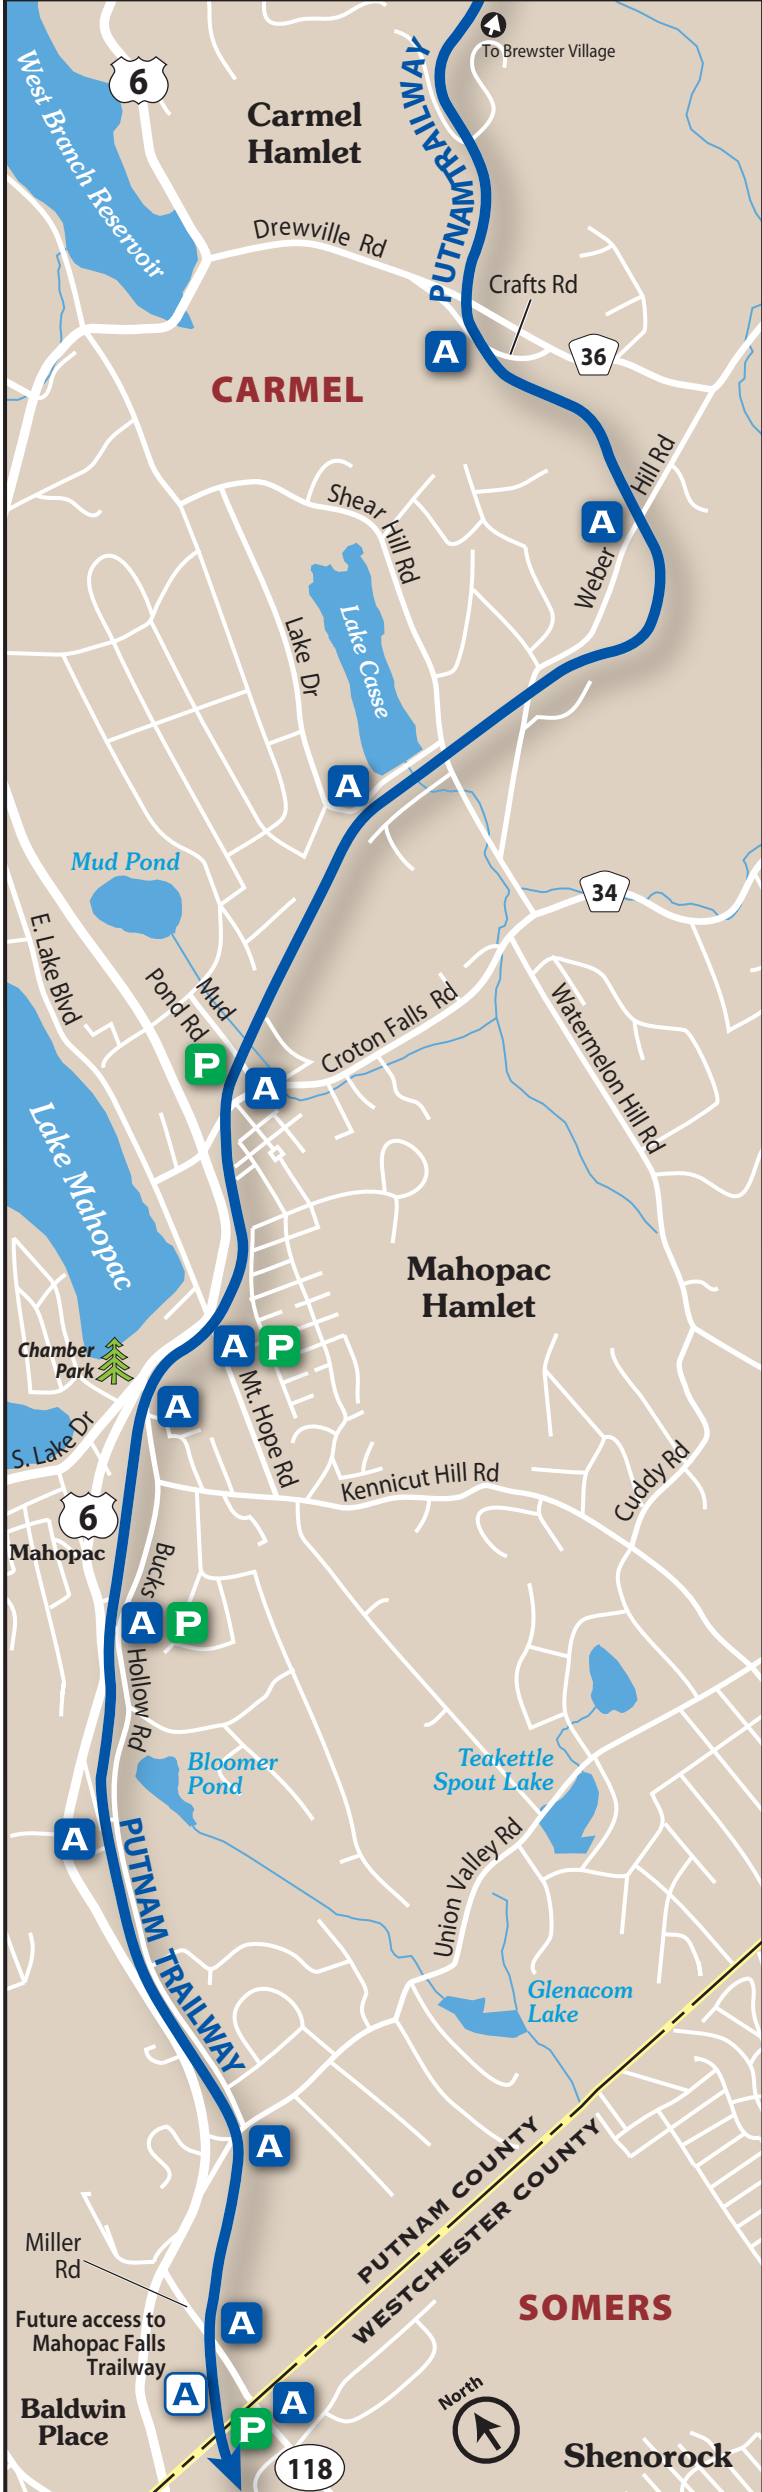 To Brewster Village
PUTNAM TRAILWAY
6
West Branch Reservoir
Carmel
Hamlet
Drewville Rd
Crafts Rd
A
36
CARMEL
Weber Hill Rd
A
Shear Hill Rd
Lake Dr
Lake Casse
A
Mud Pond
34
E. Lake Blvd
Mud
Pond Rd
Croton Falls Rd
Watermelon Hill Rd
P
A
Lake Mahopac
Mahopac
Hamlet
Chamber
Park
A P
A
Mt. Hope Rd
S. Lake Dr
Kennicut Hill Rd
Cuddy Rd
6
Mahopac
Bucks Hollow Rd
A P
Bloomer
Pond
Teakettle
Spout Lake
A
Union Valley Rd
PUTNAM TRAILWAY
Glenacom
Lake
A
PUTNAM COUNTY
WESTCHESTER COUNTY
Miller
Rd
SOMERS
Future access to
Mahopac Falls
Trailway
A
A
A
P
Baldwin
Place
North
118
Shenorock